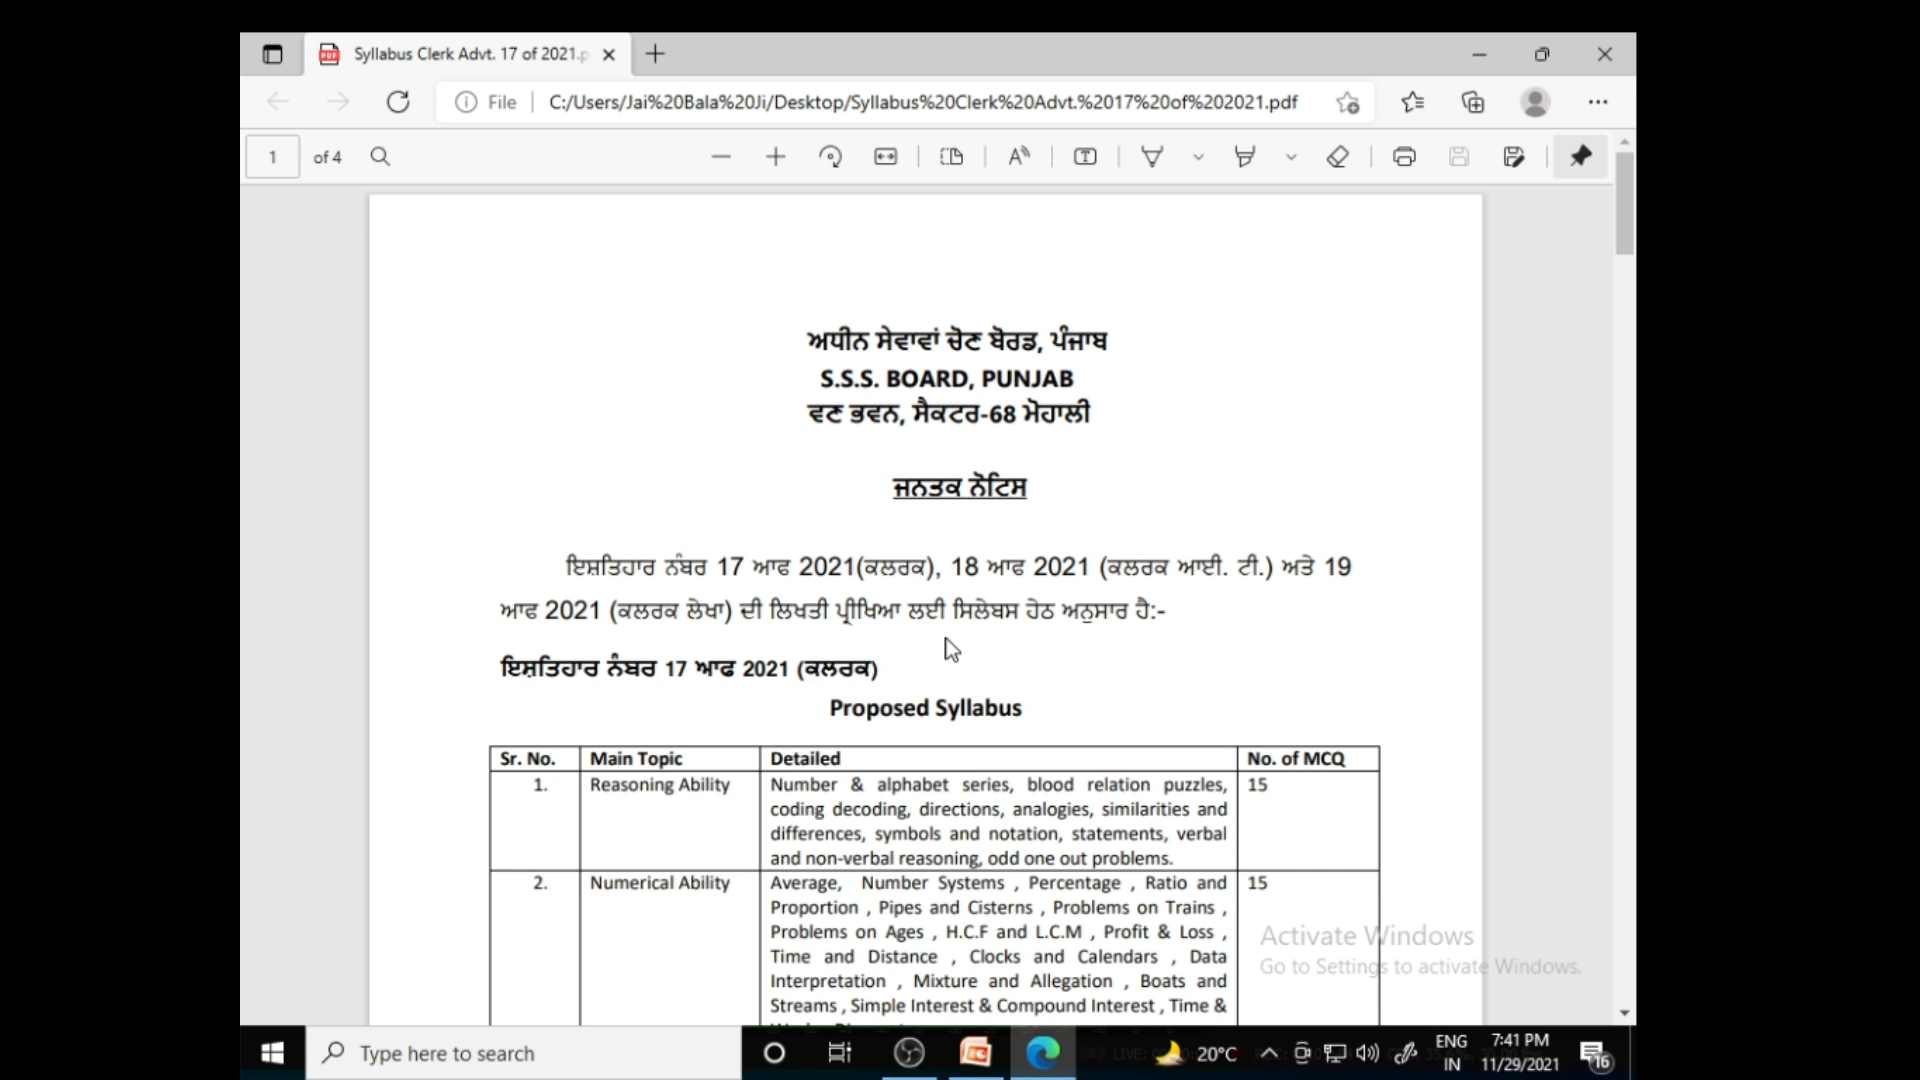 Syllabus Clerk Advt. 17 of 2021.p
File
C:/Users/Jai%20Bala%20Ji/Desktop/Syllabus%20Clerk%20Advt.%2017%20of%202021.pdf
1 of 4
ਅਧੀਨ ਸੇਵਾਵਾਂ ਚੋਣ ਬੋਰਡ, ਪੰਜਾਬ
S.S.S. BOARD, PUNJAB
ਵਣ ਭਵਨ, ਸੈਕਟਰ-68 ਮੋਹਾਲੀ
ਜਨਤਕ ਨੋਟਿਸ
ਇਸ਼ਤਿਹਾਰ ਨੰਬਰ 17 ਆਫ 2021(ਕਲਰਕ), 18 ਆਫ 2021 (ਕਲਰਕ ਆਈ. ਟੀ.) ਅਤੇ 19
ਆਫ 2021 (ਕਲਰਕ ਲੇਖਾ) ਦੀ ਲਿਖਤੀ ਪ੍ਰੀਖਿਆ ਲਈ ਸਿਲੇਬਸ ਹੇਠ ਅਨੁਸਾਰ ਹੈ:-
ਇਸ਼ਤਿਹਾਰ ਨੰਬਰ 17 ਆਫ 2021 (ਕਲਰਕ)
Proposed Syllabus
Sr. No. Main Topic Detailed No. of MCQ
1. Reasoning Ability Number & alphabet series, blood relation puzzles, 15
coding decoding, directions, analogies, similarities and
differences, symbols and notation, statements, verbal
and non-verbal reasoning, odd one out problems.
2. Numerical Ability Average, Number Systems , Percentage , Ratio and 15
Proportion , Pipes and Cisterns , Problems on Trains ,
Problems on Ages , H.C.F and L.C.M , Profit & Loss ,
Time and Distance , Clocks and Calendars , Data
Interpretation , Mixture and Allegation , Boats and
Streams , Simple Interest & Compound Interest , Time &
Activate Windows
Go to Settings to activate Windows.
Type here to search
20°C
ENG
IN
7:41 PM
11/29/2021
16